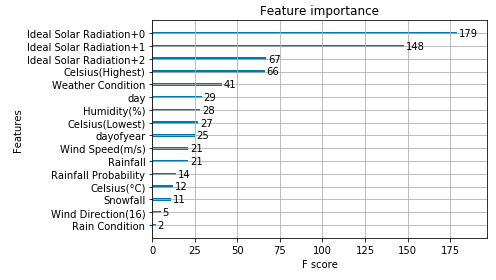 Feature importance
Features
Ideal Solar Radiation+0 179
Ideal Solar Radiation+1 148
Ideal Solar Radiation+2 67
Celsius(Highest) 66
Weather Condition 41
day 29
Humidity(%) 28
Celsius(Lowest) 27
dayofyear 25
Wind Speed(m/s) 21
Rainfall 21
Rainfall Probability 14
Celsius(°C) 12
Snowfall 11
Wind Direction(16) 5
Rain Condition 2
0 25 50 75 100 125 150 175
F score